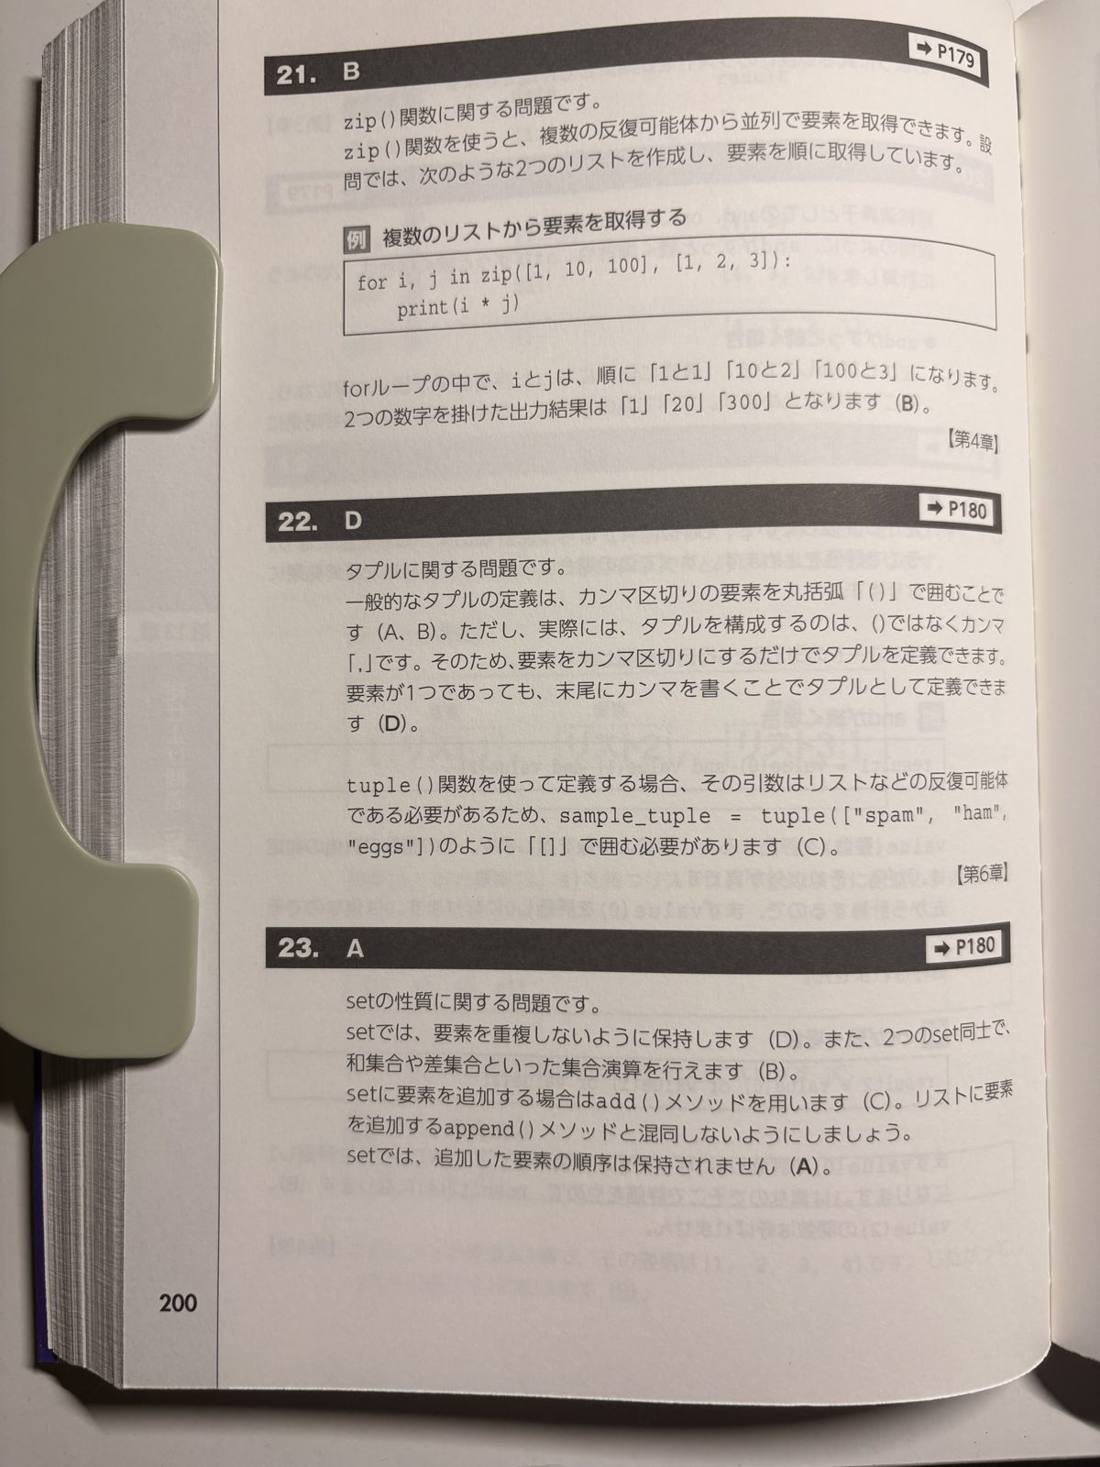 21. B ➡ P179
zip()関数に関する問題です。
zip()関数を使うと、複数の反復可能体から並列で要素を取得できます。設
問では、次のような2つのリストを作成し、要素を順に取得しています。
例 複数のリストから要素を取得する
for i, j in zip([1, 10, 100], [1, 2, 3]):
    print(i * j)
forループの中で、iとjは、順に「1と1」「10と2」「100と3」になります。
2つの数字を掛けた出力結果は「1」「20」「300」となります（B）。
【第4章】
22. D ➡ P180
タプルに関する問題です。
一般的なタプルの定義は、カンマ区切りの要素を丸括弧「()」で囲むことで
す（A、B）。ただし、実際には、タプルを構成するのは、()ではなくカンマ
「,」です。そのため、要素をカンマ区切りにするだけでタプルを定義できます。
要素が1つであっても、末尾にカンマを書くことでタプルとして定義できま
す（D）。
tuple()関数を使って定義する場合、その引数はリストなどの反復可能体
である必要があるため、sample_tuple = tuple(["spam", "ham",
"eggs"])のように「[]」で囲む必要があります（C）。
【第6章】
23. A ➡ P180
setの性質に関する問題です。
setでは、要素を重複しないように保持します（D）。また、2つのset同士で、
和集合や差集合といった集合演算を行えます（B）。
setに要素を追加する場合はadd()メソッドを用います（C）。リストに要素
を追加するappend()メソッドと混同しないようにしましょう。
setでは、追加した要素の順序は保持されません（A）。
200